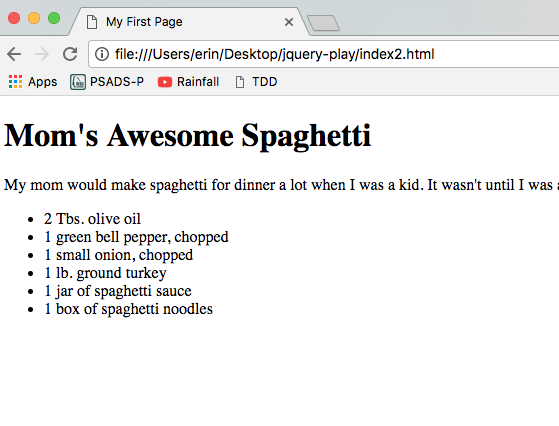 My First Page
file:///Users/erin/Desktop/jquery-play/index2.html
Apps PSADS-P Rainfall TDD
Mom's Awesome Spaghetti
My mom would make spaghetti for dinner a lot when I was a kid. It wasn't until I was
2 Tbs. olive oil
1 green bell pepper, chopped
1 small onion, chopped
1 lb. ground turkey
1 jar of spaghetti sauce
1 box of spaghetti noodles